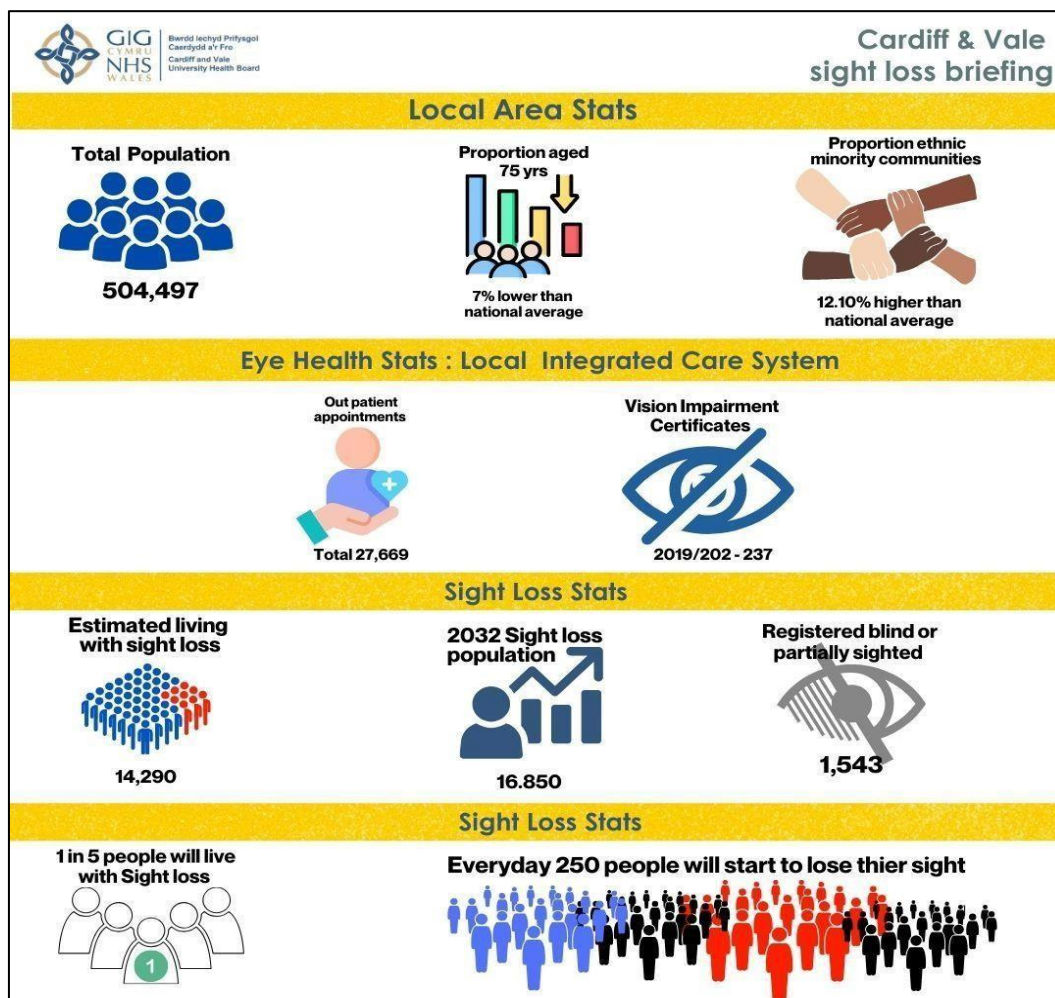 GIG
CYMRU
NHS
WALES
Bwrdd Iechyd Prifysgol
Caerdydd a'r Fro
Cardiff and Vale
University Health Board
Cardiff & Vale
sight loss briefing
Local Area Stats
Total Population
504,497
Proportion aged
75 yrs
7% lower than
national average
Proportion ethnic
minority communities
12.10% higher than
national average
Eye Health Stats : Local Integrated Care System
Out patient
appointments
Total 27,669
Vision Impairment
Certificates
2019/202 - 237
Sight Loss Stats
Estimated living
with sight loss
14,290
2032 Sight loss
population
16.850
Registered blind or
partially sighted
1,543
Sight Loss Stats
1 in 5 people will live
with Sight loss
1
Everyday 250 people will start to lose thier sight